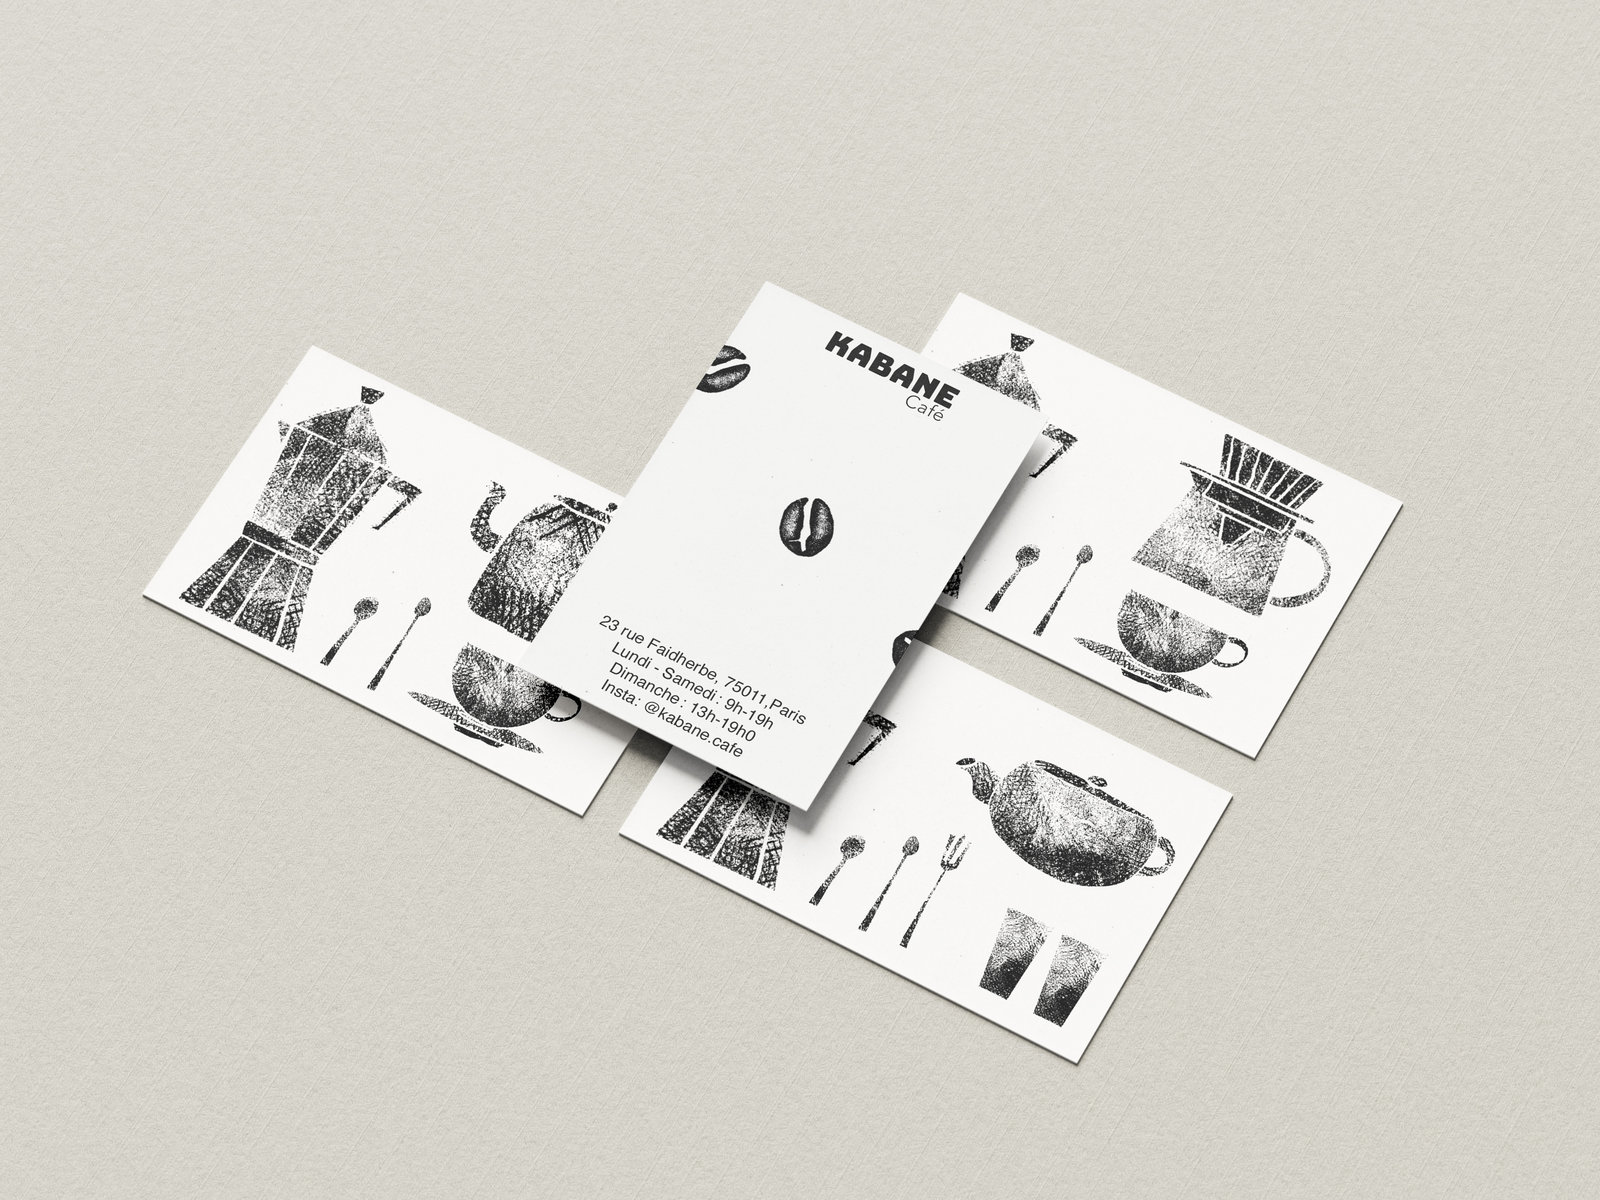 KABANE
Café
23 rue Faidherbe, 75011,Paris
Lundi - Samedi : 9h-19h
Dimanche : 13h-19h0
Insta : @kabane.cafe